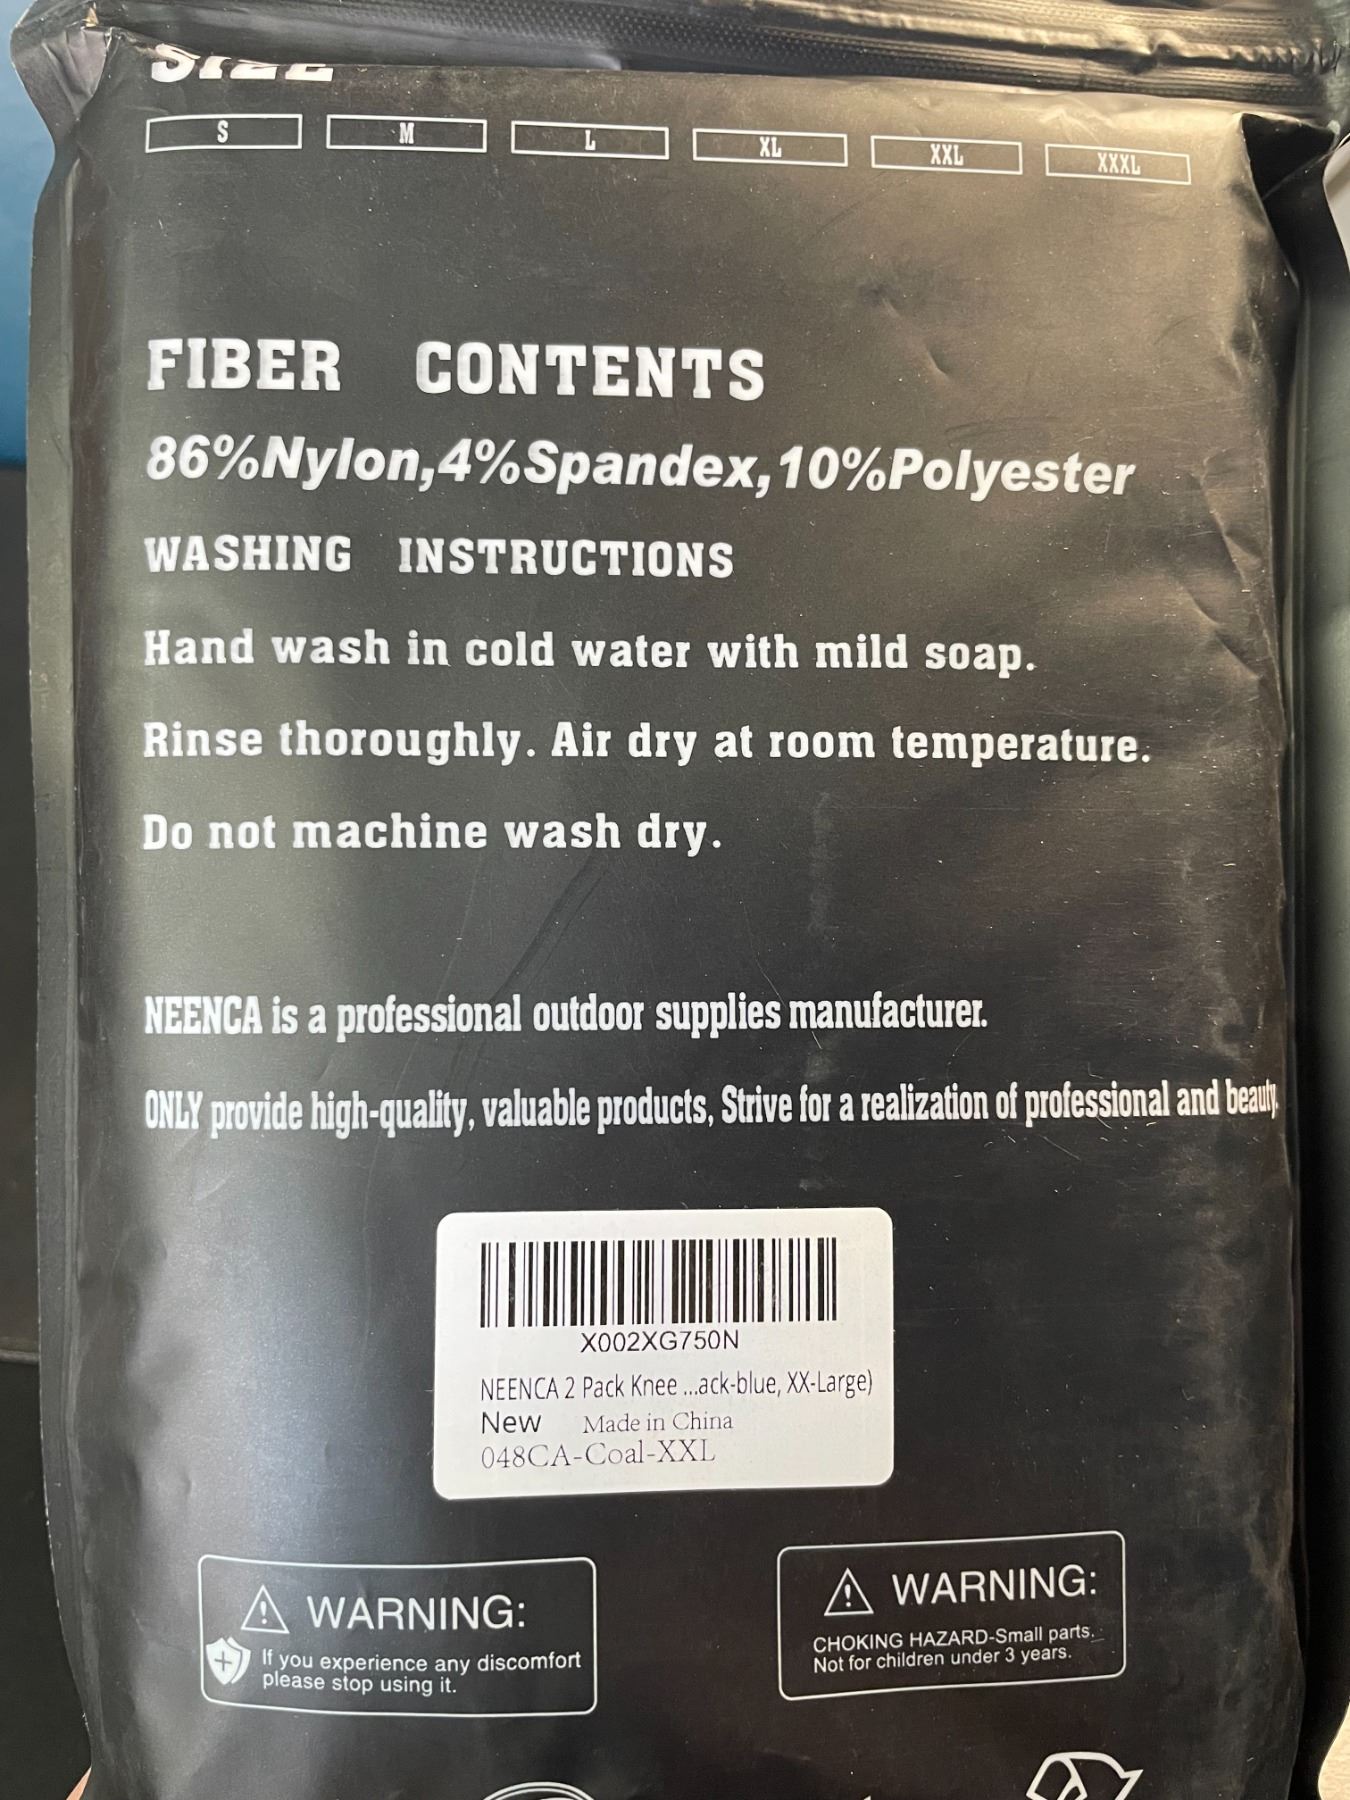 SIZE
S M L XL XXL XXXL
FIBER CONTENTS
86%Nylon,4%Spandex,10%Polyester
WASHING INSTRUCTIONS
Hand wash in cold water with mild soap.
Rinse thoroughly. Air dry at room temperature.
Do not machine wash dry.
NEENCA is a professional outdoor supplies manufacturer.
ONLY provide high-quality, valuable products, Strive for a realization of professional and beauty.
X002XG750N
NEENCA 2 Pack Knee ...ack-blue, XX-Large)
New Made in China
048CA-Coal-XXL
WARNING:
If you experience any discomfort
please stop using it.
WARNING:
CHOKING HAZARD-Small parts.
Not for children under 3 years.